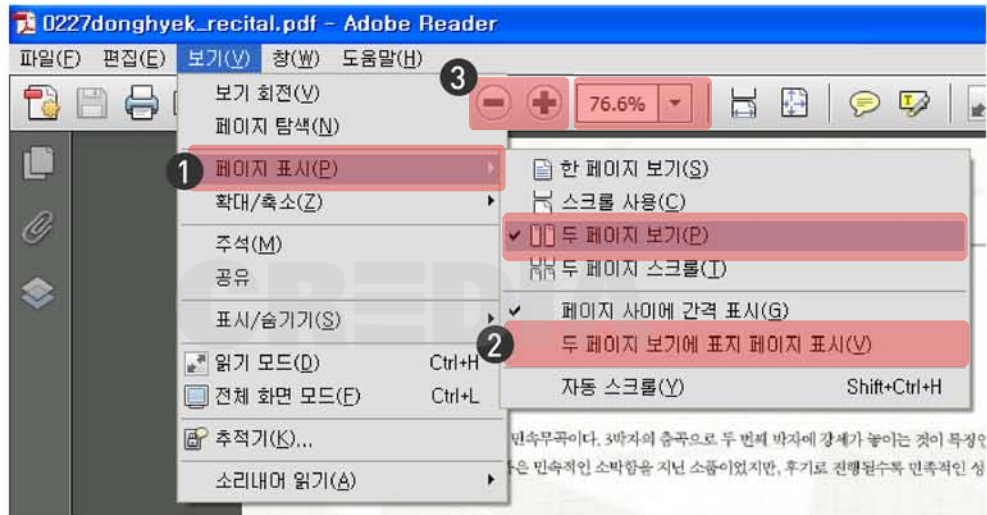 0227donghyek_recital.pdf - Adobe Reader
파일(F) 편집(E) 보기(V) 창(W) 도움말(H)
3
76.6%
보기 회전(V)
페이지 탐색(N)
1 페이지 표시(P)
확대/축소(Z)
주석(M)
공유
표시/숨기기(S)
읽기 모드(D) Ctrl+H
전체 화면 모드(F) Ctrl+L
추적기(K)...
소리내어 읽기(A)
한 페이지 보기(S)
스크롤 사용(C)
두 페이지 보기(P)
두 페이지 스크롤(T)
페이지 사이에 간격 표시(G)
2 두 페이지 보기에 표지 페이지 표시(V)
자동 스크롤(Y) Shift+Ctrl+H
CREDIA
민속무곡이다. 3박자의 춤곡으로 두 번째 박자에 강세가 놓이는 것이 특징인
은 민속적인 소박함을 지닌 소품이었지만, 후기로 진행될수록 민족적인 성